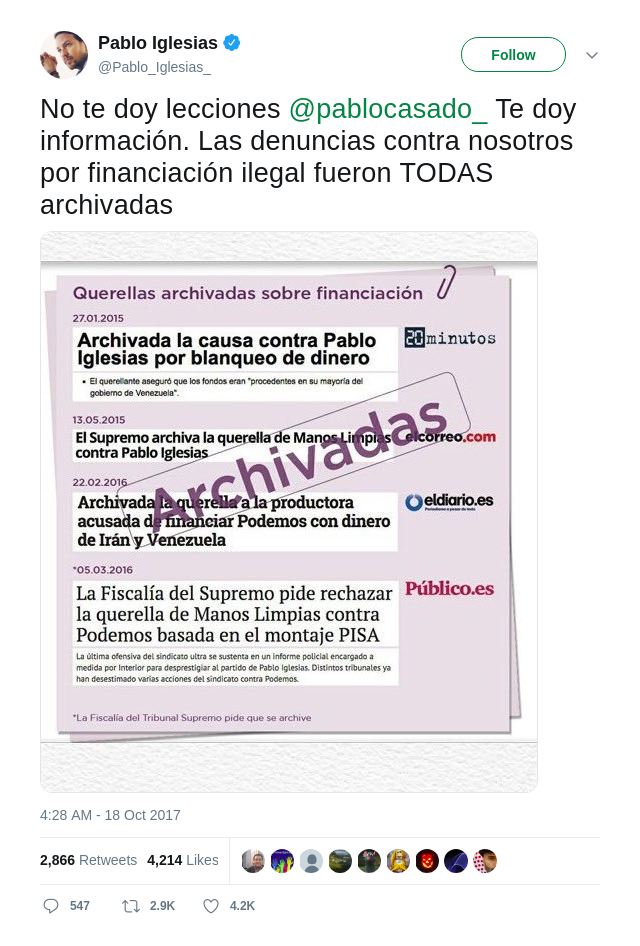 Pablo Iglesias
@Pablo_Iglesias_
Follow
No te doy lecciones @pablocasado_ Te doy
información. Las denuncias contra nosotros
por financiación ilegal fueron TODAS
archivadas
Querellas archivadas sobre financiación
27.01.2015
Archivada la causa contra Pablo
Iglesias por blanqueo de dinero
20minutos
• El querellante aseguró que los fondos eran "procedentes en su mayoría del
gobierno de Venezuela".
13.05.2015
El Supremo archiva la querella de Manos Limpias
contra Pablo Iglesias
elcorreo.com
Archivadas
22.02.2016
Archivada la querella a la productora
acusada de financiar Podemos con dinero
de Irán y Venezuela
eldiario.es
Periodismo a pesar de todo
*05.03.2016
La Fiscalía del Supremo pide rechazar
la querella de Manos Limpias contra
Podemos basada en el montaje PISA
Público.es
La última ofensiva del sindicato ultra se sustenta en un informe policial encargado a
medida por Interior para desprestigiar al partido de Pablo Iglesias. Distintos tribunales ya
han desestimado varias acciones del sindicato contra Podemos.
*La Fiscalía del Tribunal Supremo pide que se archive
4:28 AM - 18 Oct 2017
2,866 Retweets 4,214 Likes
547 2.9K 4.2K